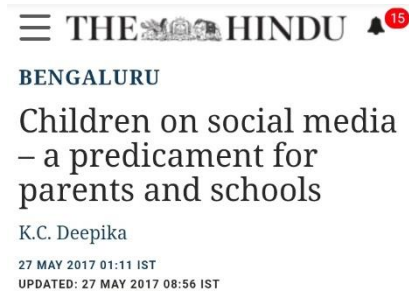 THE HINDU
15
BENGALURU
Children on social media
– a predicament for
parents and schools
K.C. Deepika
27 MAY 2017 01:11 IST
UPDATED: 27 MAY 2017 08:56 IST